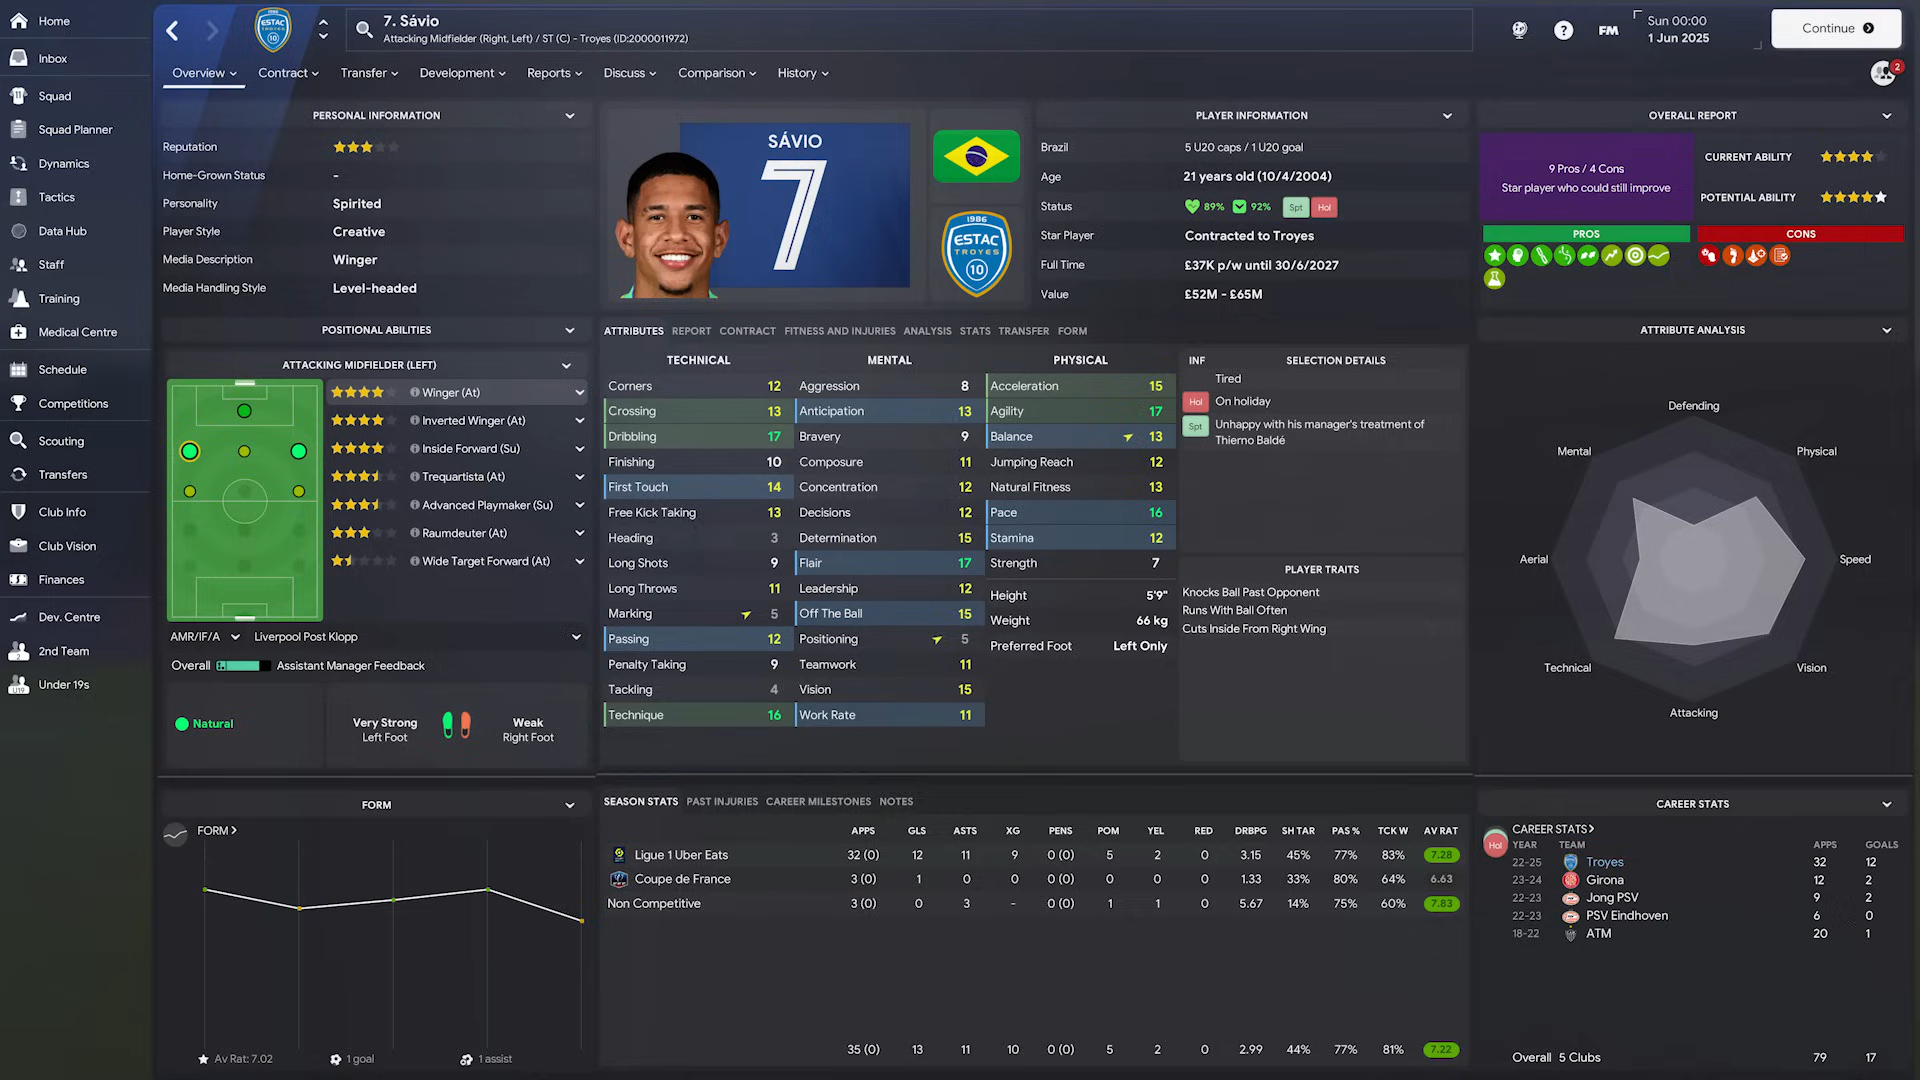 Home
Inbox
Squad
Squad Planner
Dynamics
Tactics
Data Hub
Staff
Training
Medical Centre
Schedule
Competitions
Scouting
Transfers
Club Info
Club Vision
Finances
Dev. Centre
2nd Team
Under 19s
7. Sávio
Attacking Midfielder (Right, Left) / ST (C) - Troyes (ID:2000011972)
FM
Sun 00:00
1 Jun 2025
Continue
2
Overview Contract Transfer Development Reports Discuss Comparison History
PERSONAL INFORMATION
Reputation
Home-Grown Status -
Personality Spirited
Player Style Creative
Media Description Winger
Media Handling Style Level-headed
SÁVIO
7
1986
ESTAC
TROYES
10
PLAYER INFORMATION
Brazil 5 U20 caps / 1 U20 goal
Age 21 years old (10/4/2004)
Status 89% 92% Spt Hol
Star Player Contracted to Troyes
Full Time £37K p/w until 30/6/2027
Value £52M - £65M
OVERALL REPORT
9 Pros / 4 Cons
Star player who could still improve
CURRENT ABILITY
POTENTIAL ABILITY
PROS CONS
POSITIONAL ABILITIES
ATTACKING MIDFIELDER (LEFT)
Winger (At)
Inverted Winger (At)
Inside Forward (Su)
Trequartista (At)
Advanced Playmaker (Su)
Raumdeuter (At)
Wide Target Forward (At)
AMR/IF/A Liverpool Post Klopp
Overall Assistant Manager Feedback
Natural
Very Strong
Left Foot
Weak
Right Foot
ATTRIBUTES REPORT CONTRACT FITNESS AND INJURIES ANALYSIS STATS TRANSFER FORM
TECHNICAL
Corners 12
Crossing 13
Dribbling 17
Finishing 10
First Touch 14
Free Kick Taking 13
Heading 3
Long Shots 9
Long Throws 11
Marking 5
Passing 12
Penalty Taking 9
Tackling 4
Technique 16
MENTAL
Aggression 8
Anticipation 13
Bravery 9
Composure 11
Concentration 12
Decisions 12
Determination 15
Flair 17
Leadership 12
Off The Ball 15
Positioning 5
Teamwork 11
Vision 15
Work Rate 11
PHYSICAL
Acceleration 15
Agility 17
Balance 13
Jumping Reach 12
Natural Fitness 13
Pace 16
Stamina 12
Strength 7
Height 5'9"
Weight 66 kg
Preferred Foot Left Only
INF SELECTION DETAILS
Tired
Hol On holiday
Spt Unhappy with his manager's treatment of
Thierno Baldé
PLAYER TRAITS
Knocks Ball Past Opponent
Runs With Ball Often
Cuts Inside From Right Wing
ATTRIBUTE ANALYSIS
Defending
Physical
Speed
Vision
Attacking
Technical
Aerial
Mental
FORM
FORM
Av Rat: 7.02 1 goal 1 assist
SEASON STATS PAST INJURIES CAREER MILESTONES NOTES
APPS GLS ASTS XG PENS POM YEL RED DRBPG SH TAR PAS % TCK W AV RAT
Ligue 1 Uber Eats 32 (0) 12 11 9 0 (0) 5 2 0 3.15 45% 77% 83% 7.28
Coupe de France 3 (0) 1 0 0 0 (0) 0 0 0 1.33 33% 80% 64% 6.63
Non Competitive 3 (0) 0 3 - 0 (0) 1 1 0 5.67 14% 75% 60% 7.83
35 (0) 13 11 10 0 (0) 5 2 0 2.99 44% 77% 81% 7.22
CAREER STATS
Hol
CAREER STATS
YEAR TEAM APPS GOALS
22-25 Troyes 32 12
23-24 Girona 12 2
22-23 Jong PSV 9 2
22-23 PSV Eindhoven 6 0
18-22 ATM 20 1
Overall 5 Clubs 79 17